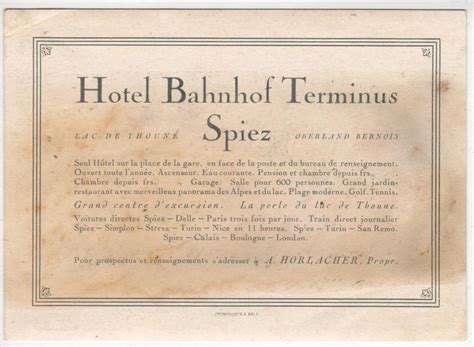 Hotel Bahnhof Terminus
LAC DE THOUNE Spiez OBERLAND BERNOIS
Seul Hôtel sur la place de la gare, en face de la poste et du bureau de renseignement.
Ouvert toute l'année. Ascenseur. Eau courante. Pension et chambre depuis frs.
Chambre depuis frs. Garage. Salle pour 600 personnes. Grand jardin-
restaurant avec merveilleux panorama des Alpes et du lac. Plage moderne. Golf. Tennis.
Grand centre d'excursion. La perle du lac de Thoune.
Voitures directes Spiez – Delle – Paris trois fois par jour. Train direct journalier
Spiez – Simplon – Stresa – Turin – Nice en 11 heures. Spiez – Turin – San Remo.
Spiez – Calais – Boulogne – London.
Pour prospectus et renseignements s'adresser à A. HORLACHER, Propr.